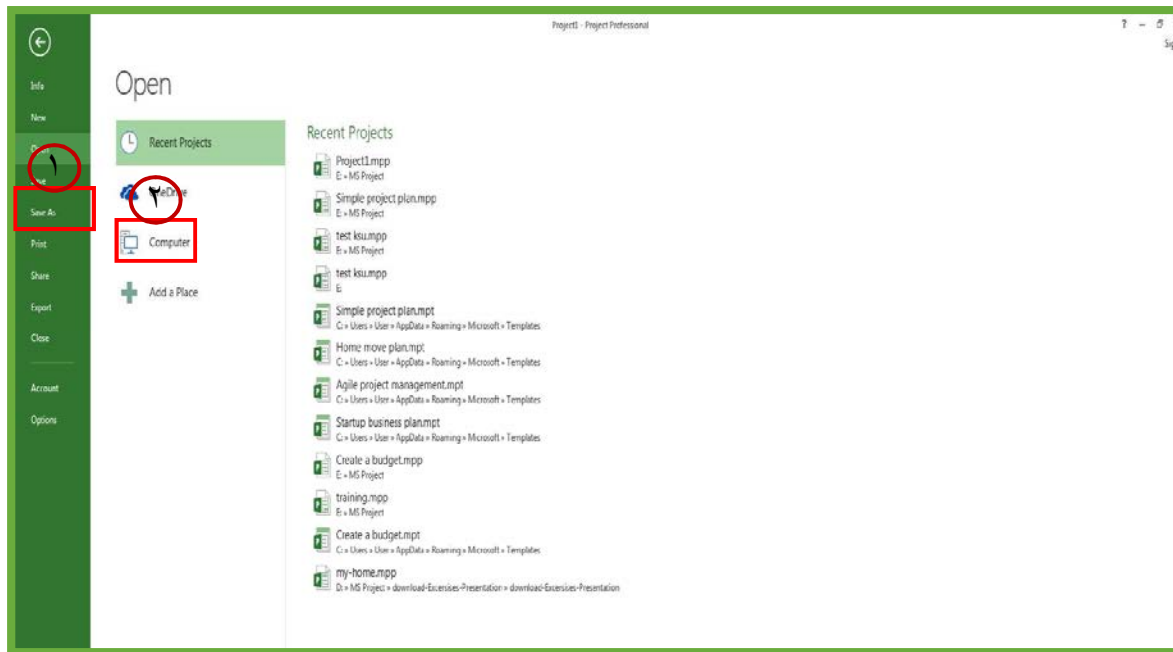 Project1 - Project Professional
? 
Sig
Info
New
Open
Save
Save As
Print
Share
Export
Close
Account
Options
١
Open
Recent Projects
OneDrive
٢
Computer
Add a Place
Recent Projects
Project1.mpp
E: » MS Project
Simple project plan.mpp
E: » MS Project
test ksu.mpp
E: » MS Project
test ksu.mpp
E:
Simple project plan.mpt
C: » Users » User » AppData » Roaming » Microsoft » Templates
Home move plan.mpt
C: » Users » User » AppData » Roaming » Microsoft » Templates
Agile project management.mpt
C: » Users » User » AppData » Roaming » Microsoft » Templates
Startup business plan.mpt
C: » Users » User » AppData » Roaming » Microsoft » Templates
Create a budget.mpp
E: » MS Project
training.mpp
E: » MS Project
Create a budget.mpt
C: » Users » User » AppData » Roaming » Microsoft » Templates
my-home.mpp
D: » MS Project » download-Excersises-Presentation » download-Excersises-Presentation